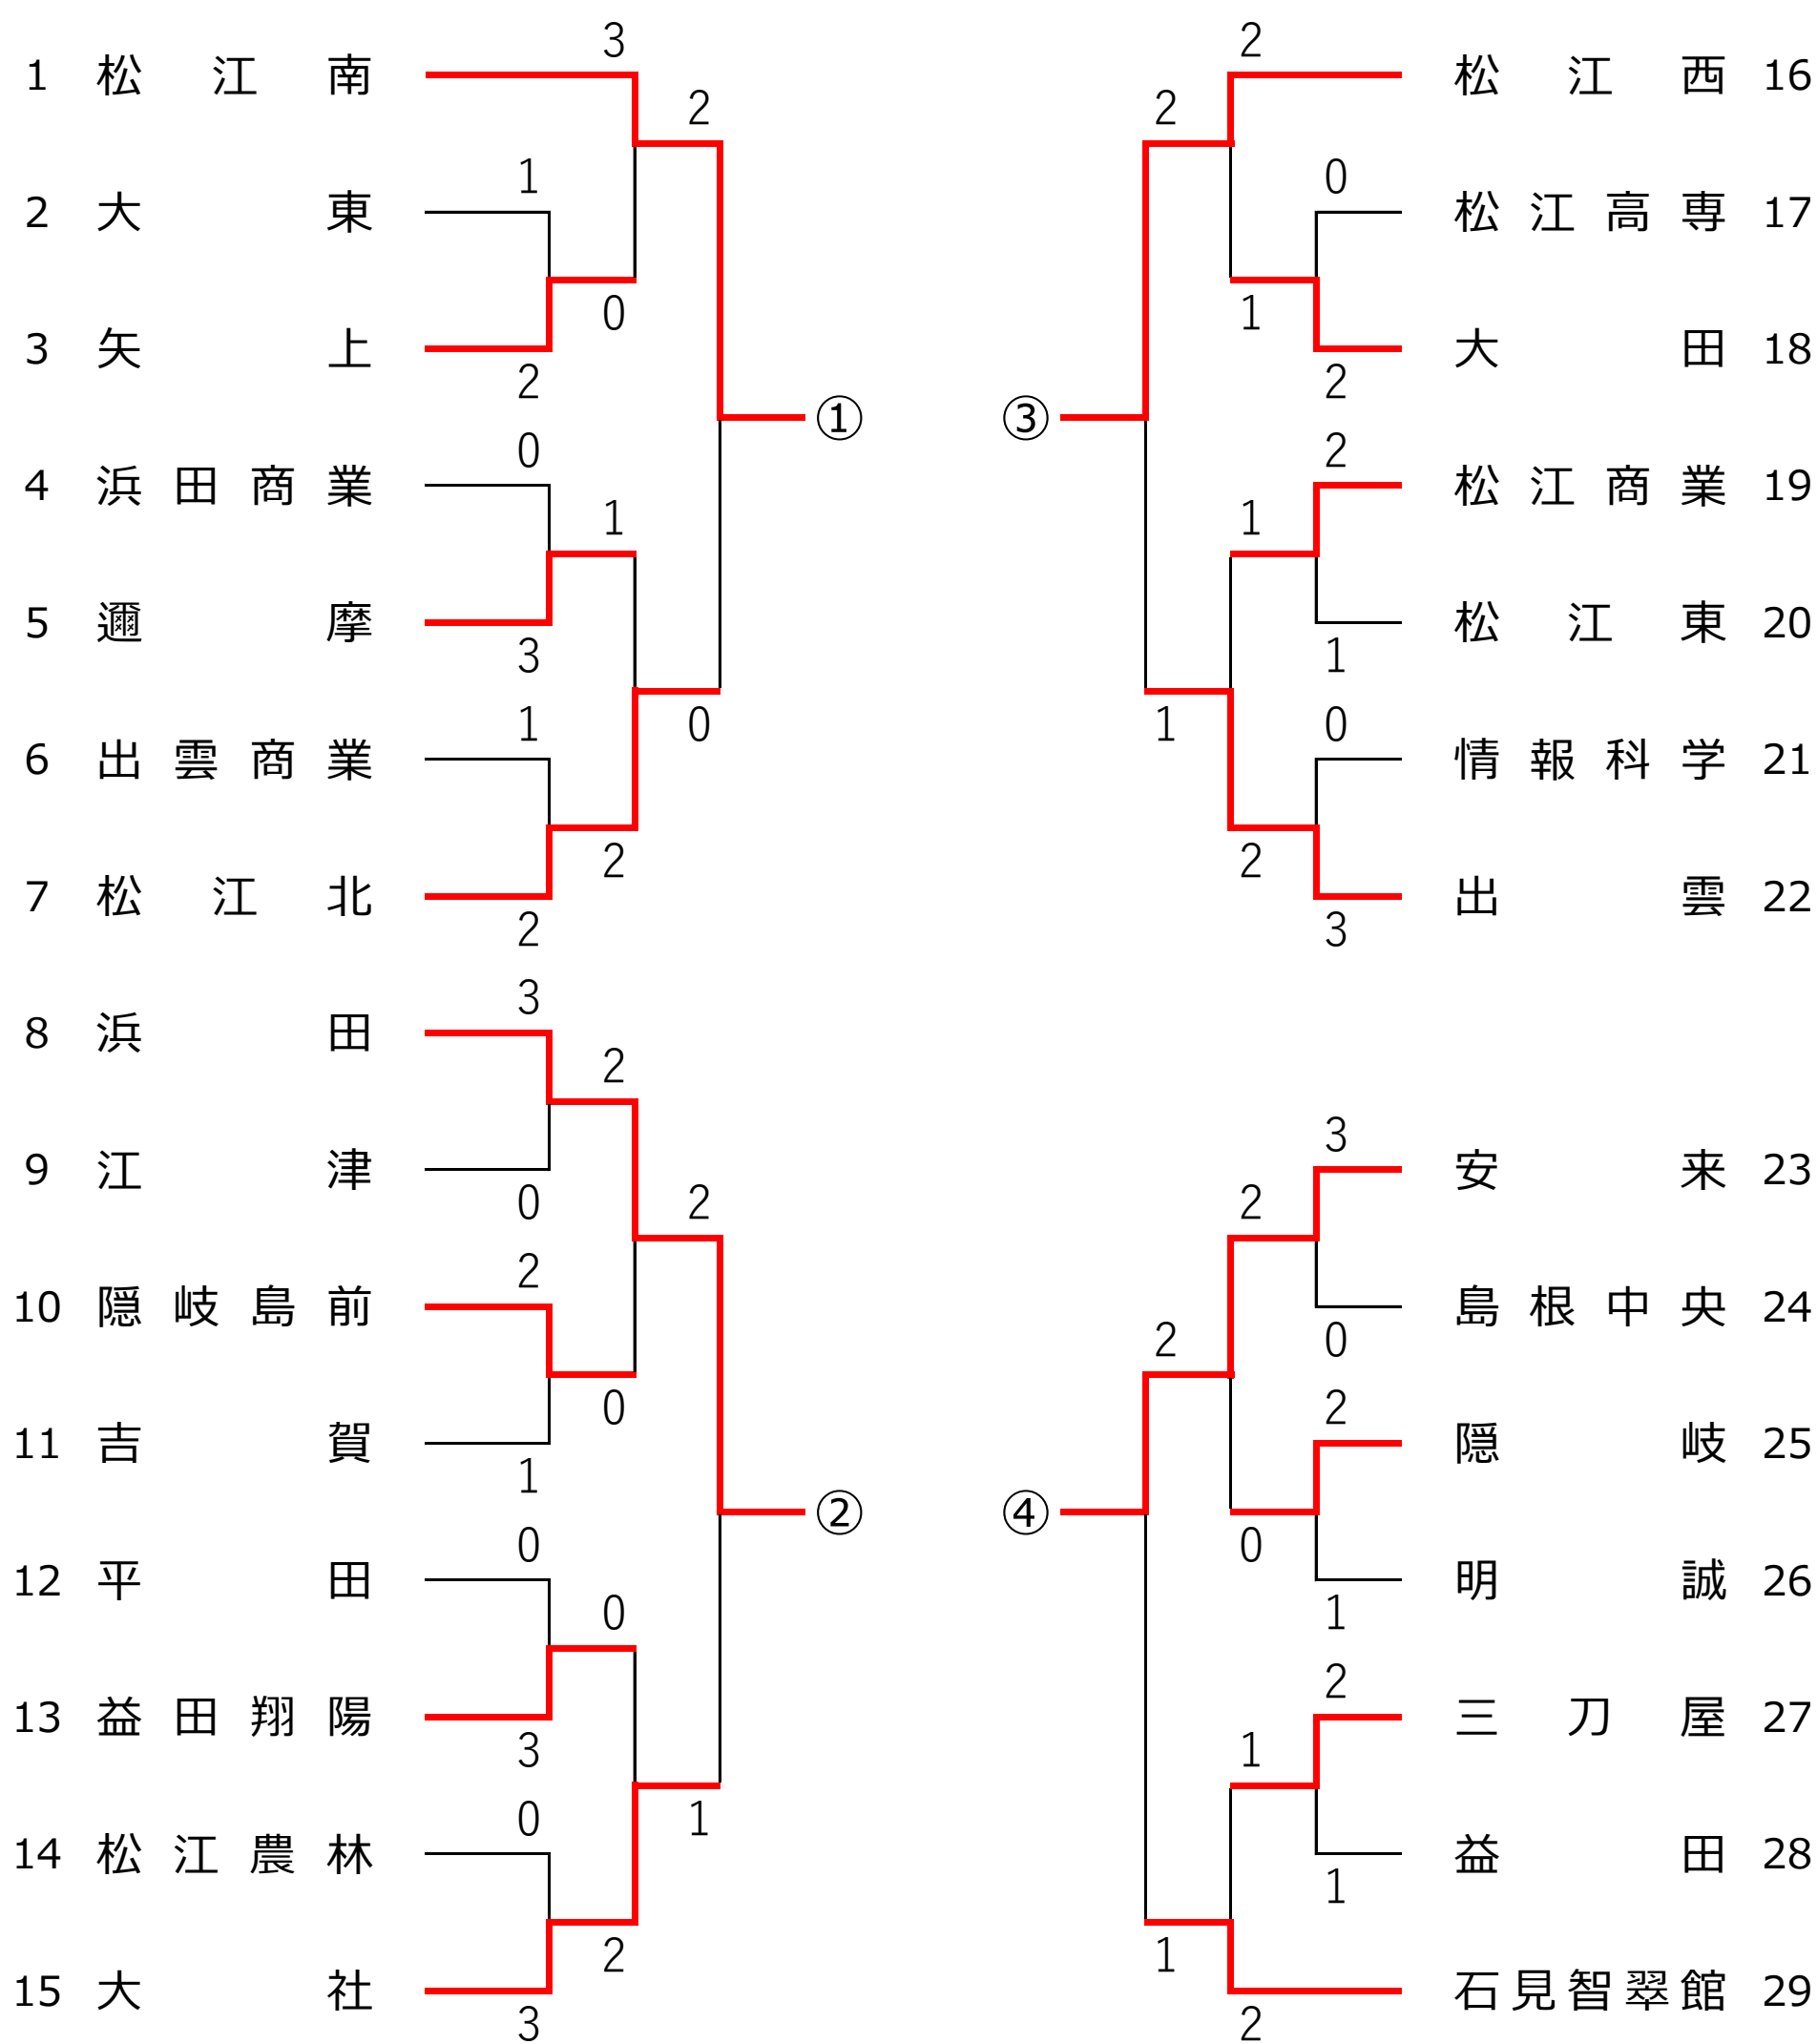 3 2
1 松江南 松江西 16
2 2
1 0
2 大東 松江高専 17
0 1
3 矢上 大田 18
2 2
① ③
0 2
4 浜田商業 松江商業 19
1 1
5 邇摩 松江東 20
3 1
1 0 1 0
6 出雲商業 情報科学 21
2 2
7 松江北 出雲 22
2 3
3
8 浜田
2
3
9 江津 安来 23
0 2 2
2
10 隠岐島前 島根中央 24
2 0
0 2
11 吉賀 隠岐 25
1
② ④
0 0
12 平田 明誠 26
0 1
2
13 益田翔陽 三刀屋 27
3 1
0 1
14 松江農林 益田 28
1
2 1
15 大社 石見智翠館 29
3 2